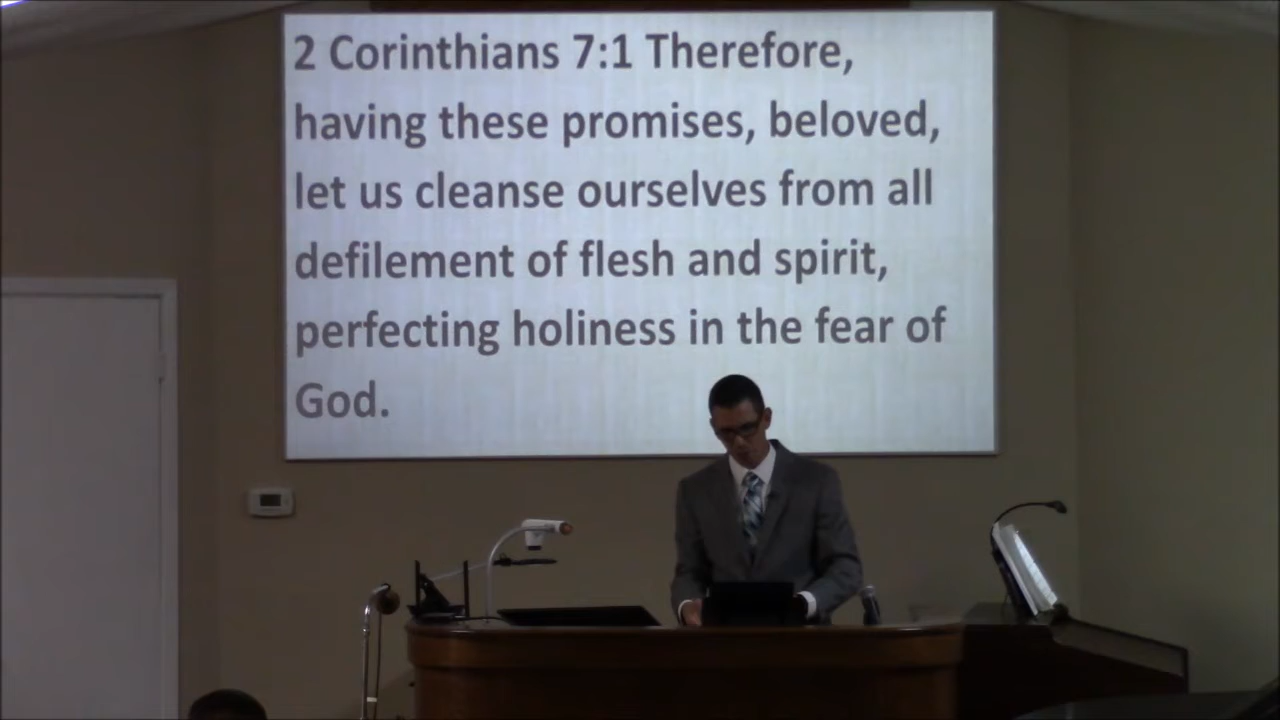 2 Corinthians 7:1 Therefore,
having these promises, beloved,
let us cleanse ourselves from all
defilement of flesh and spirit,
perfecting holiness in the fear of
God.